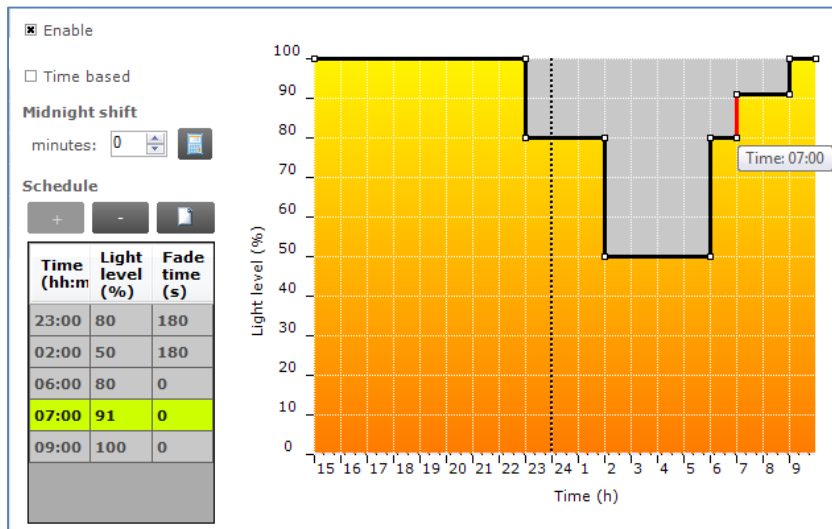 Enable
Time based
Midnight shift
minutes: 0
Schedule
+ -
Time (hh:m Light level (%) Fade time (s)
23:00 80 180
02:00 50 180
06:00 80 0
07:00 91 0
09:00 100 0
Light level (%)
100
90
80
70
60
50
40
30
20
10
0
Time: 07:00
15 16 17 18 19 20 21 22 23 24 1 2 3 4 5 6 7 8 9
Time (h)